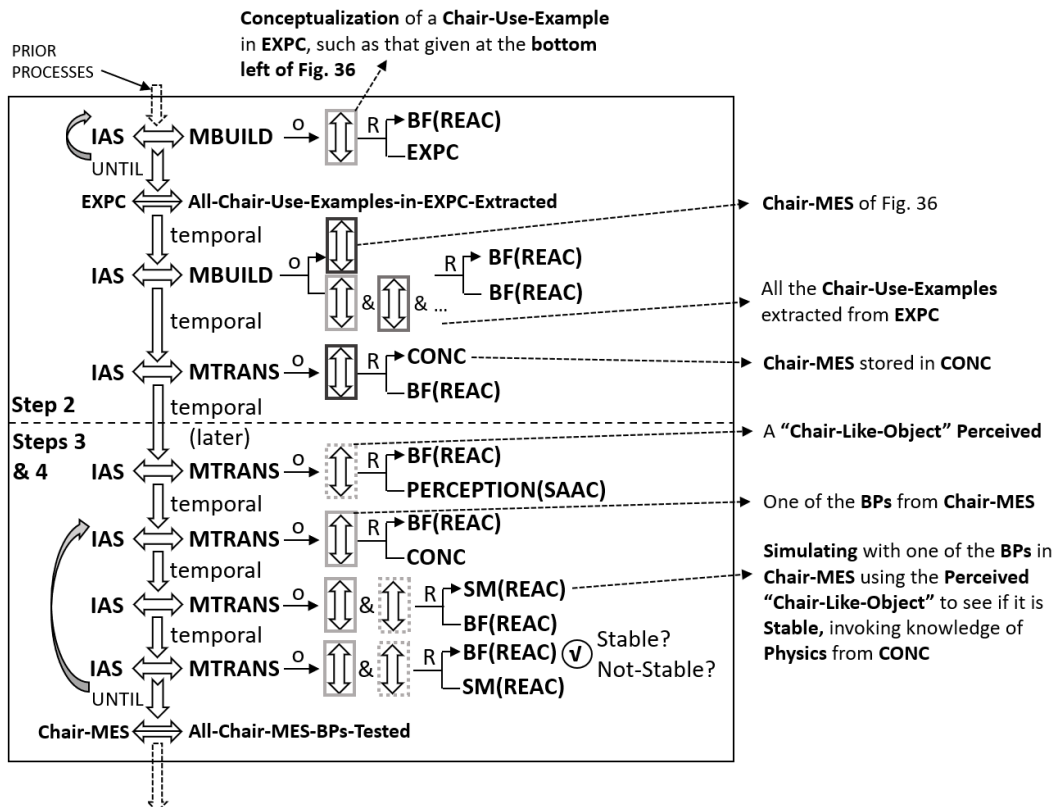 Conceptualization of a Chair-Use-Example
in EXPC, such as that given at the bottom
left of Fig. 36
PRIOR
PROCESSES
IAS MBUILD o R BF(REAC)
EXPC
UNTIL
EXPC All-Chair-Use-Examples-in-EXPC-Extracted
temporal
Chair-MES of Fig. 36
IAS MBUILD o R BF(REAC)
BF(REAC)
& & ...
All the Chair-Use-Examples
extracted from EXPC
temporal
IAS MTRANS o R CONC
BF(REAC)
Chair-MES stored in CONC
Step 2
temporal
(later)
Steps 3
& 4
A “Chair-Like-Object” Perceived
IAS MTRANS o R BF(REAC)
PERCEPTION(SAAC)
temporal
One of the BPs from Chair-MES
IAS MTRANS o R BF(REAC)
CONC
temporal
Simulating with one of the BPs in
Chair-MES using the Perceived
“Chair-Like-Object” to see if it is
Stable, invoking knowledge of
Physics from CONC
IAS MTRANS o & R SM(REAC)
BF(REAC)
temporal
IAS MTRANS o & R BF(REAC) √ Stable?
Not-Stable?
SM(REAC)
UNTIL
Chair-MES All-Chair-MES-BPs-Tested